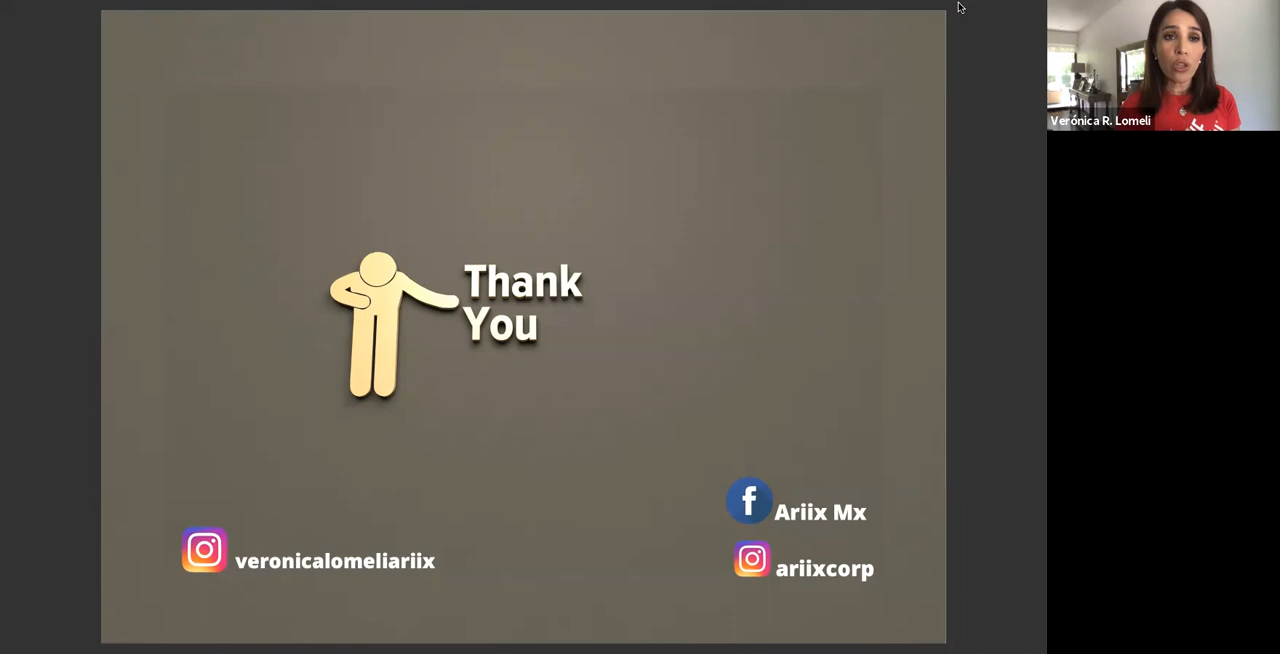 Thank
You
veronicalomeliariix
Ariix Mx
ariixcorp
Verónica R. Lomeli